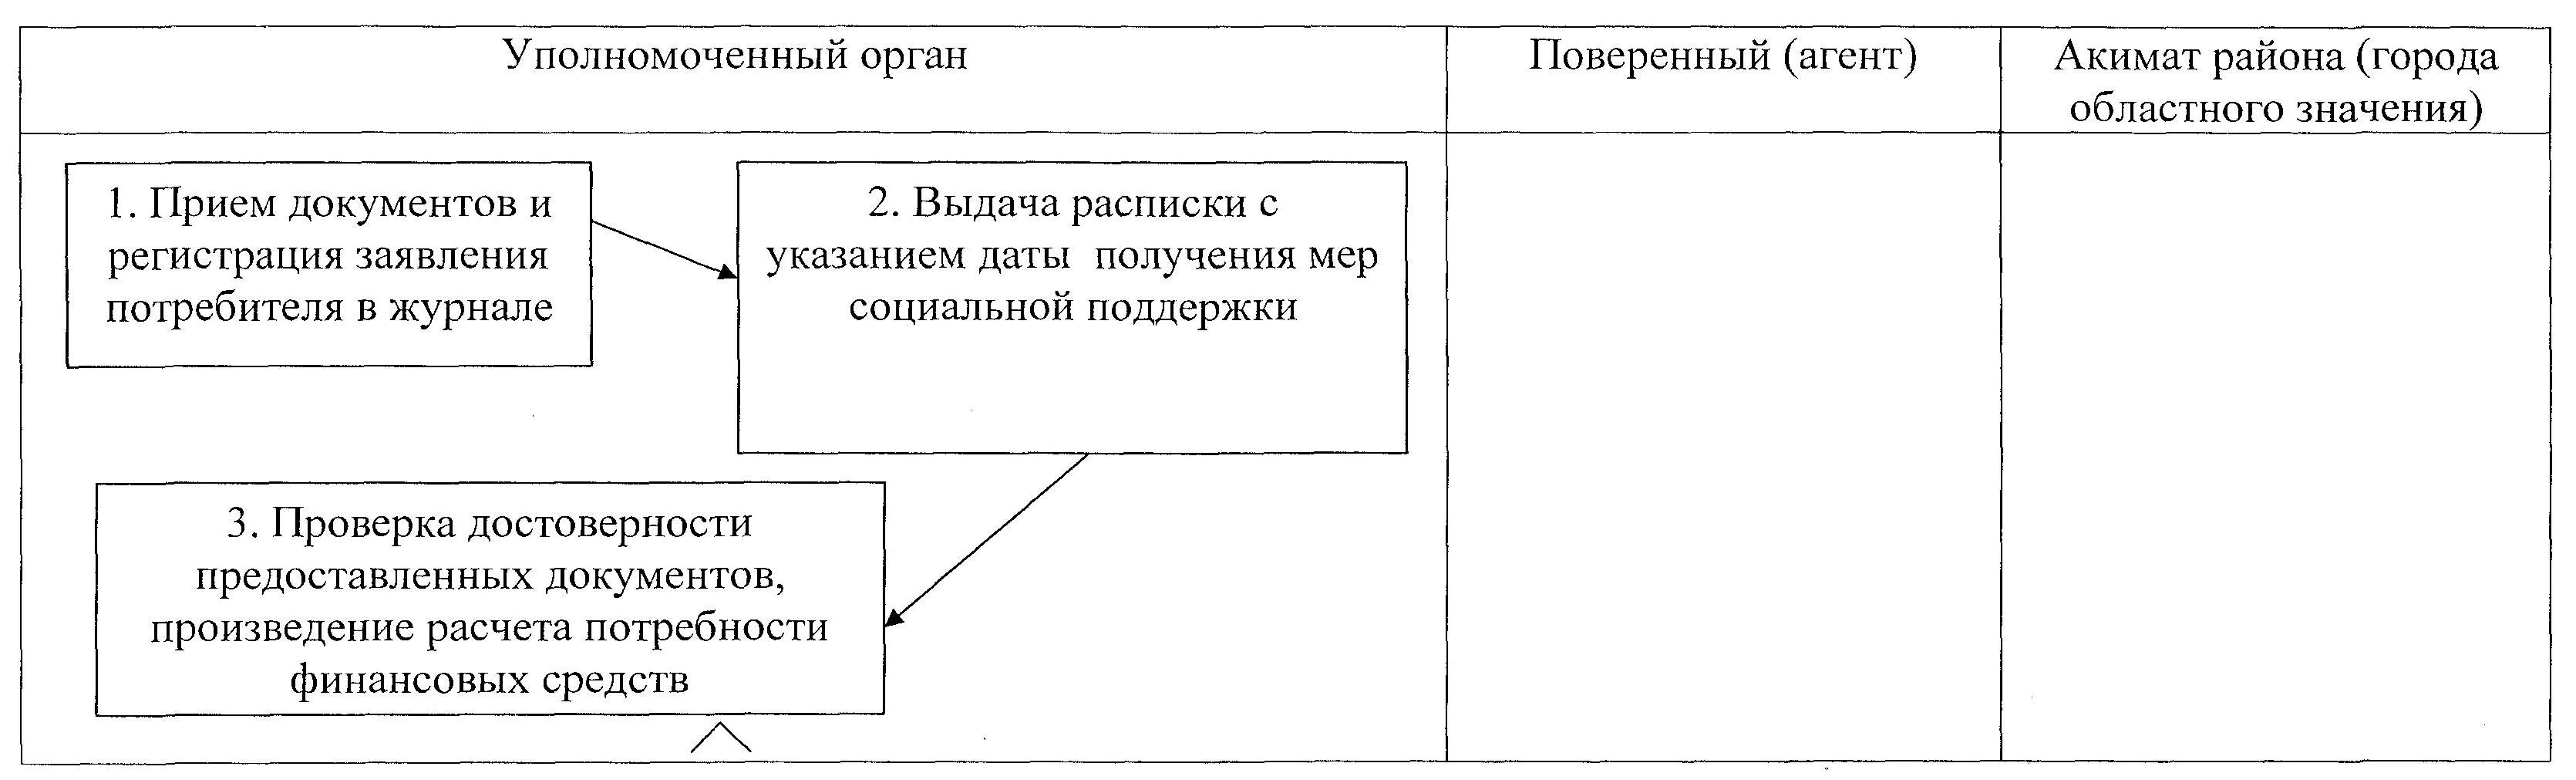 Уполномоченный орган
Поверенный (агент)
Акимат района (города
областного значения)
1. Прием документов и
регистрация заявления
потребителя в журнале
2. Выдача расписки с
указанием даты получения мер
социальной поддержки
3. Проверка достоверности
предоставленных документов,
произведение расчета потребности
финансовых средств